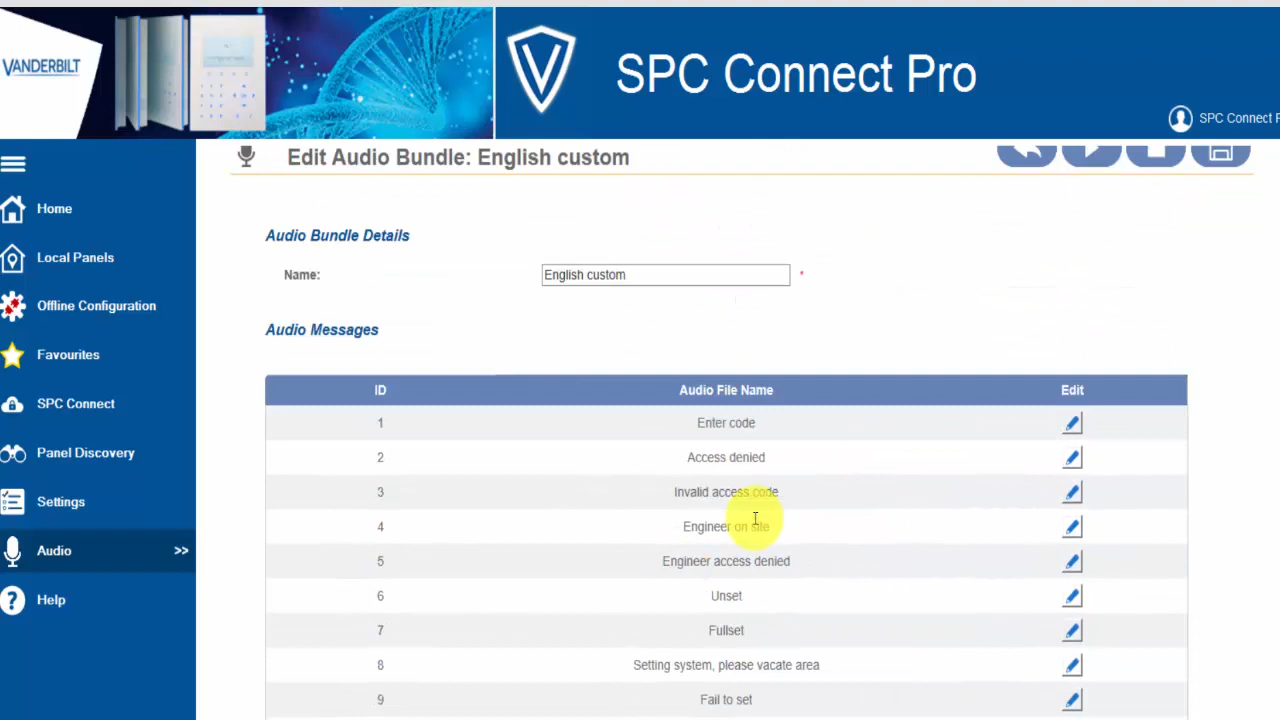 VANDERBILT
SPC Connect Pro
SPC Connect P
Edit Audio Bundle: English custom
Home
Local Panels
Offline Configuration
Favourites
SPC Connect
Panel Discovery
Settings
Audio >>
Help
Audio Bundle Details
Name: English custom *
Audio Messages
ID Audio File Name Edit
1 Enter code
2 Access denied
3 Invalid access code
4 Engineer on site
5 Engineer access denied
6 Unset
7 Fullset
8 Setting system, please vacate area
9 Fail to set